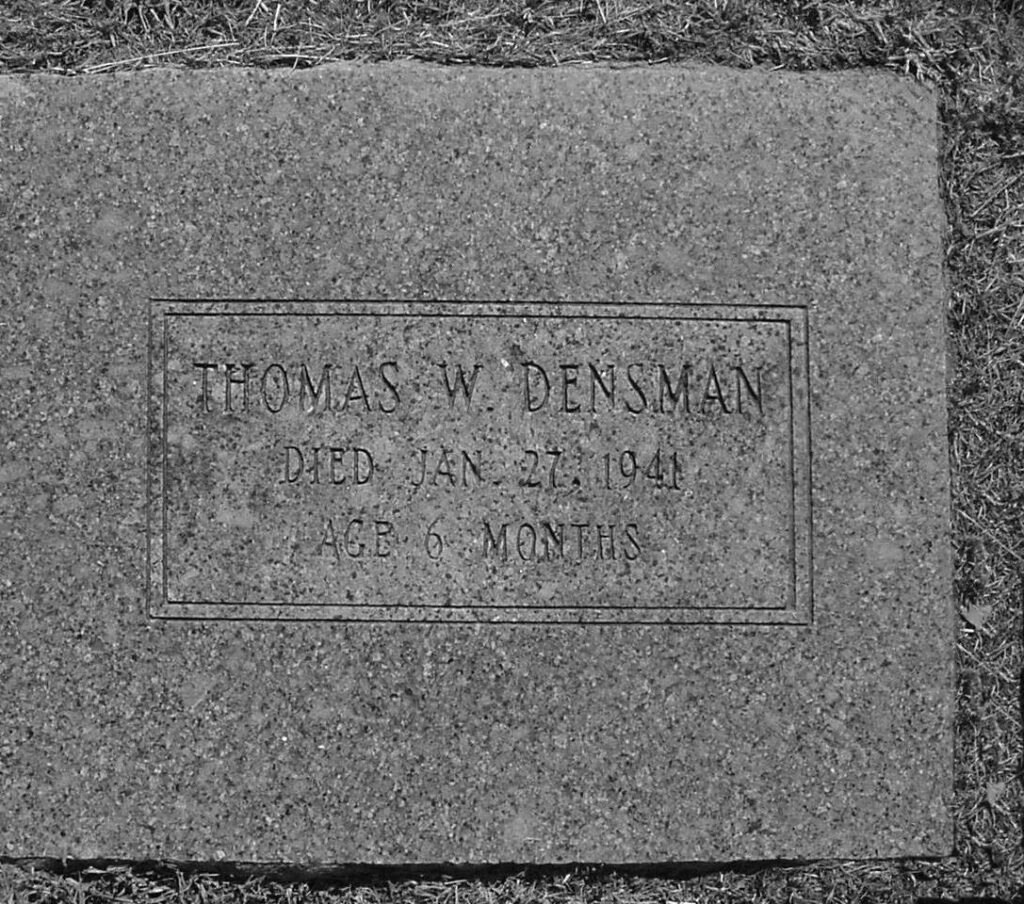 THOMAS W. DENSMAN
DIED JAN. 27, 1941
AGE 6 MONTHS